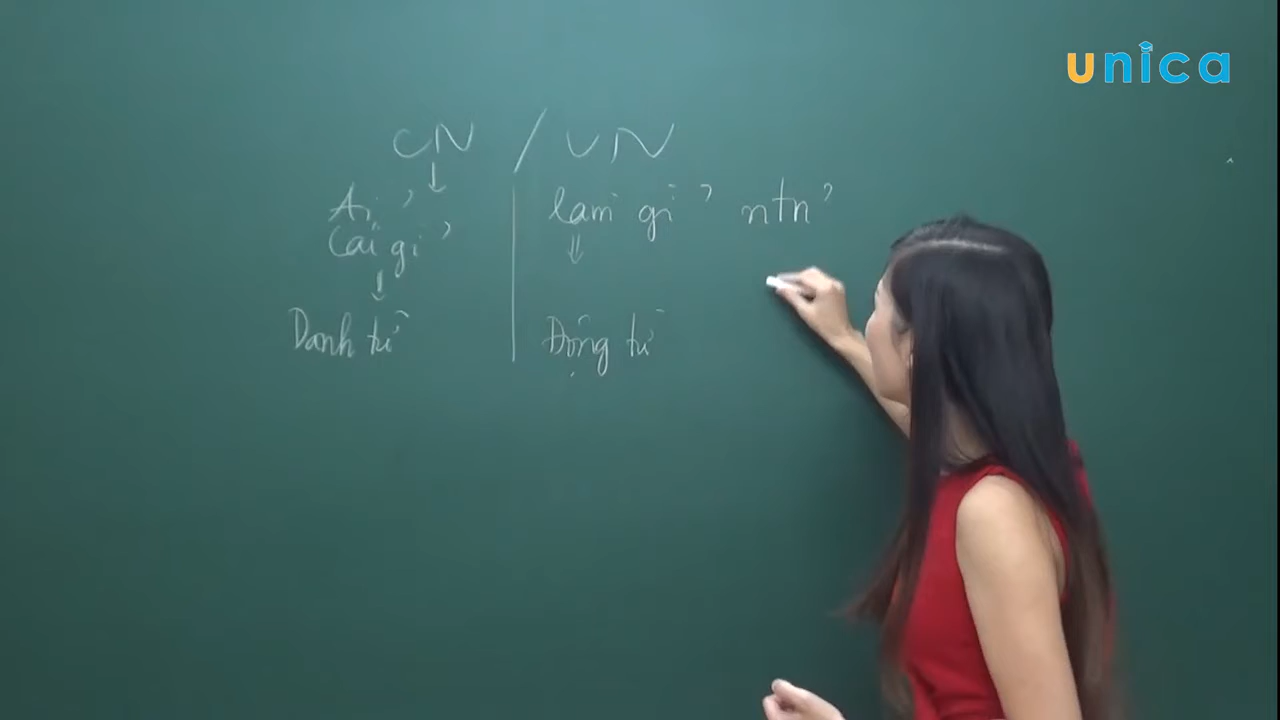 unica
CN / VN
Ai? làm gì? ntn?
Cái gì?
Danh từ Động từ